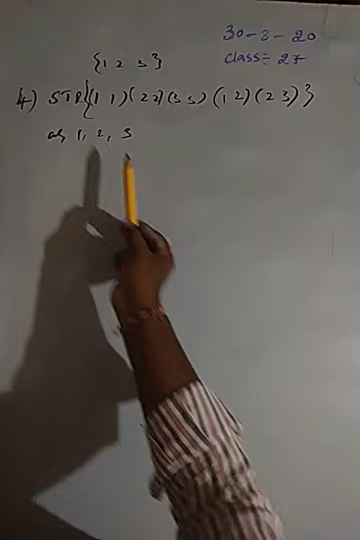 30-8-20
class:- 27
{1 2 3}
4) STR{(1 1)(2 2)(3 3)(1 2)(2 3)}
1, 2, 3